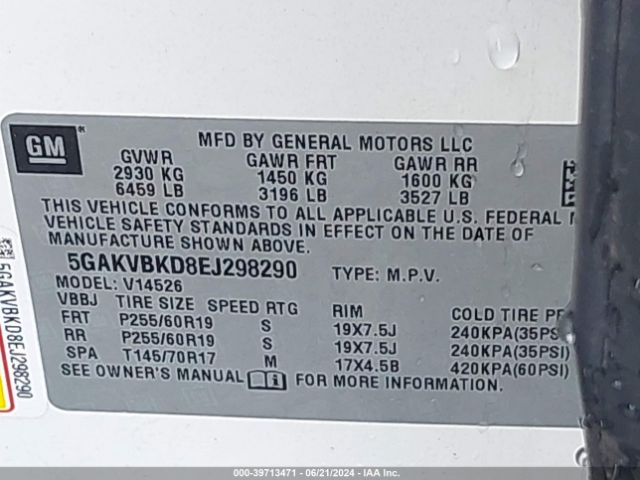 GM
MFD BY GENERAL MOTORS LLC
GVWR GAWR FRT GAWR RR
2930 KG 1450 KG 1600 KG
6459 LB 3196 LB 3527 LB
THIS VEHICLE CONFORMS TO ALL APPLICABLE U.S. FEDERAL
VEHICLE SAFETY STANDARDS IN EFFECT ON THE DATE OF
MANUFACTURE SHOWN ABOVE.
5GAKVBKD8EJ298290 TYPE: M.P.V.
MODEL: V14526
VBBJ TIRE SIZE SPEED RTG RIM COLD TIRE
FRT P255/60R19 S 19X7.5J 240KPA(35PSI
RR P255/60R19 S 19X7.5J 240KPA(35PSI)
SPA T145/70R17 M 17X4.5B 420KPA(60PSI)
SEE OWNER'S MANUAL FOR MORE INFORMATION.
5GAKVBKD8EJ298290
000-39713471 - 06/21/2024 - IAA Inc.